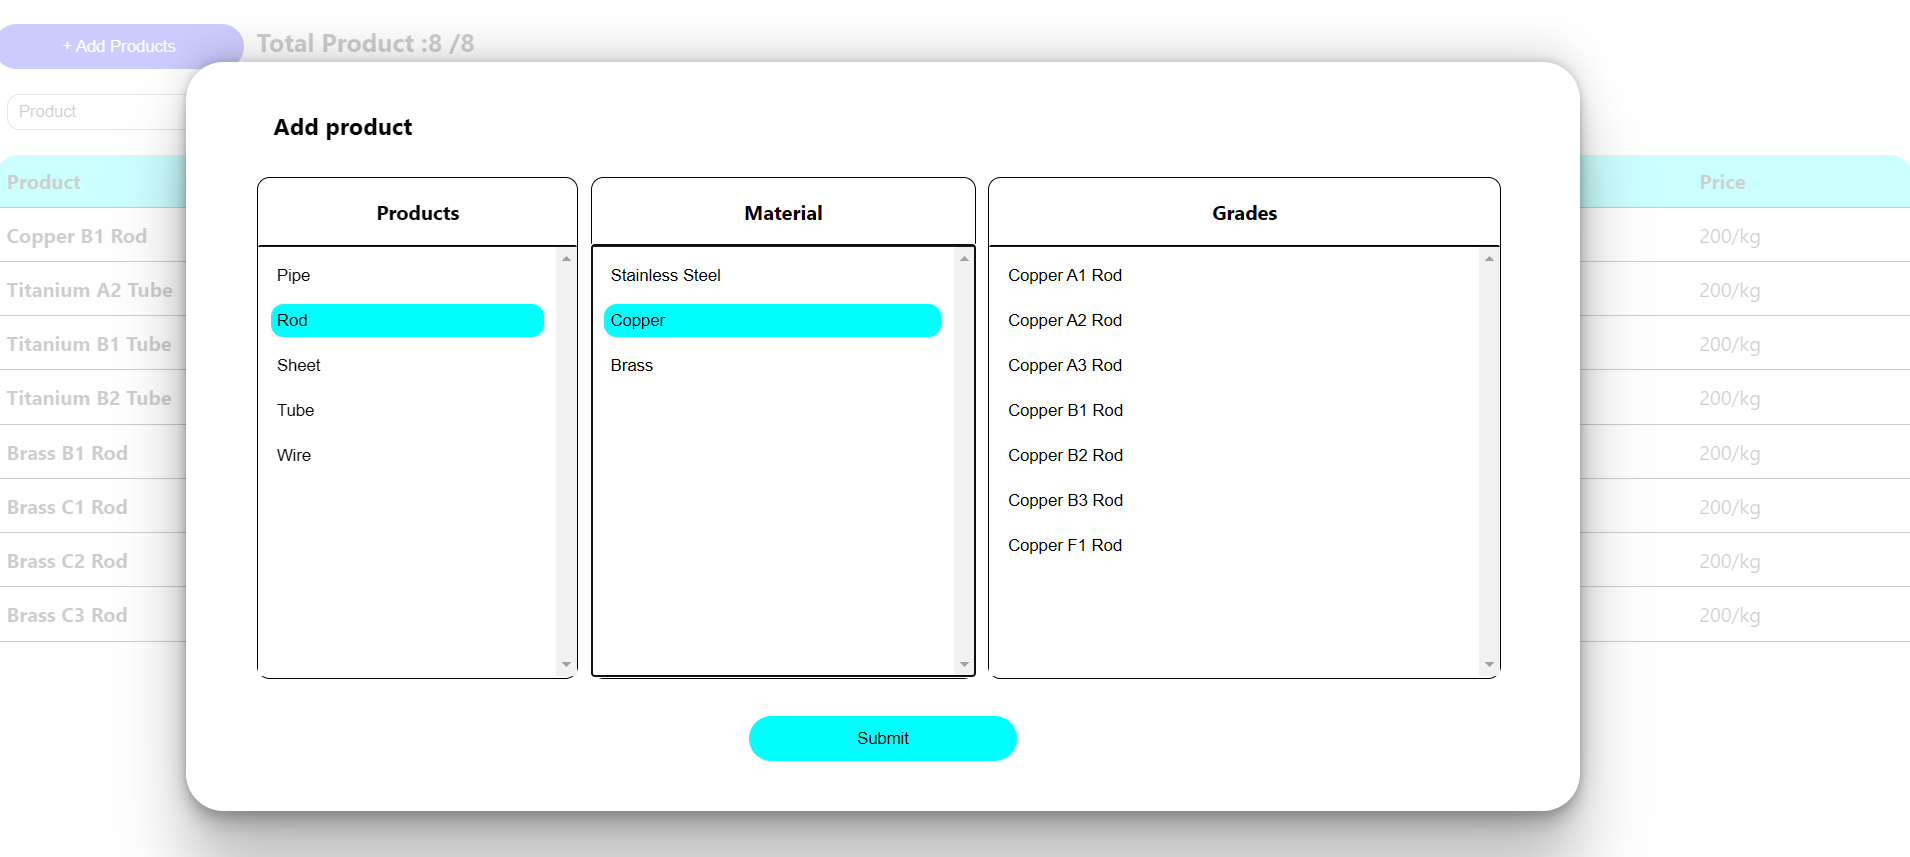 + Add Products
Total Product :8 /8
Product
Product Price
Copper B1 Rod 200/kg
Titanium A2 Tube 200/kg
Titanium B1 Tube 200/kg
Titanium B2 Tube 200/kg
Brass B1 Rod 200/kg
Brass C1 Rod 200/kg
Brass C2 Rod 200/kg
Brass C3 Rod 200/kg
Add product
Products
Pipe
Rod
Sheet
Tube
Wire
Material
Stainless Steel
Copper
Brass
Grades
Copper A1 Rod
Copper A2 Rod
Copper A3 Rod
Copper B1 Rod
Copper B2 Rod
Copper B3 Rod
Copper F1 Rod
Submit